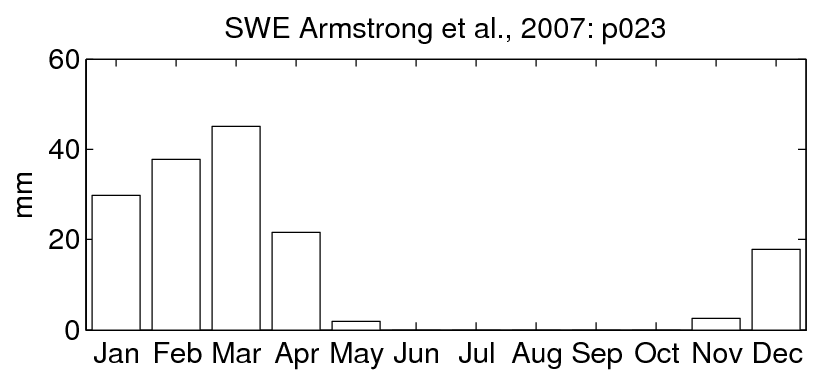 SWE Armstrong et al., 2007: p023
60
40
20
0
mm
Jan Feb Mar Apr May Jun Jul Aug Sep Oct Nov Dec